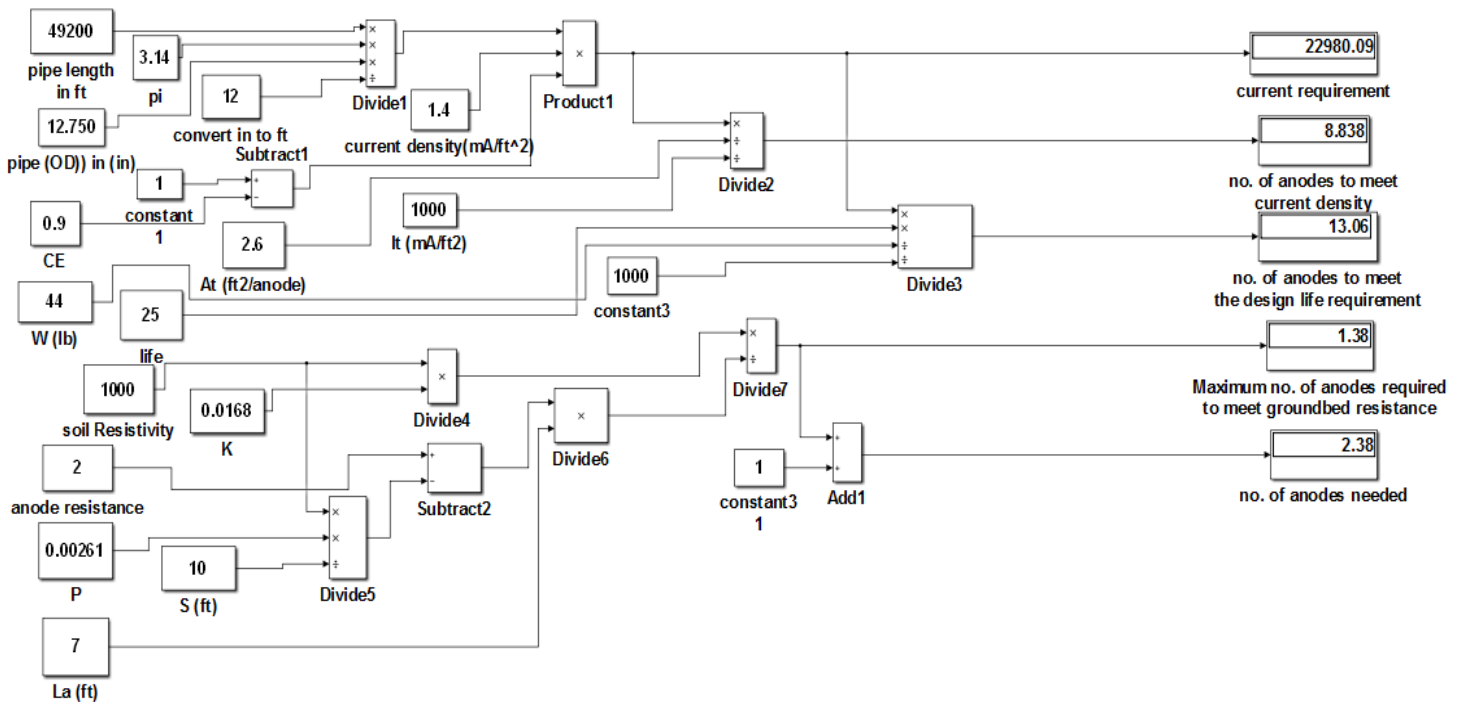 49200
pipe length
in ft
3.14
pi
12.750
pipe (OD)) in (in)
12
convert in to ft
×
×
×
÷
Divide1
1.4
current density(mA/ft^2)
×
Product1
22980.09
current requirement
1
constant
1
0.9
CE
Subtract1
+
−
2.6
At (ft2/anode)
1000
It (mA/ft2)
×
÷
÷
Divide2
8.838
no. of anodes to meet
current density
44
W (lb)
25
life
1000
constant3
×
×
÷
÷
Divide3
13.06
no. of anodes to meet
the design life requirement
1000
soil Resistivity
0.0168
K
×
Divide4
×
÷
Divide7
1.38
Maximum no. of anodes required
to meet groundbed resistance
2
anode resistance
+
−
Subtract2
×
Divide6
1
constant3
1
+
+
Add1
2.38
no. of anodes needed
0.00261
P
10
S (ft)
×
×
÷
Divide5
7
La (ft)